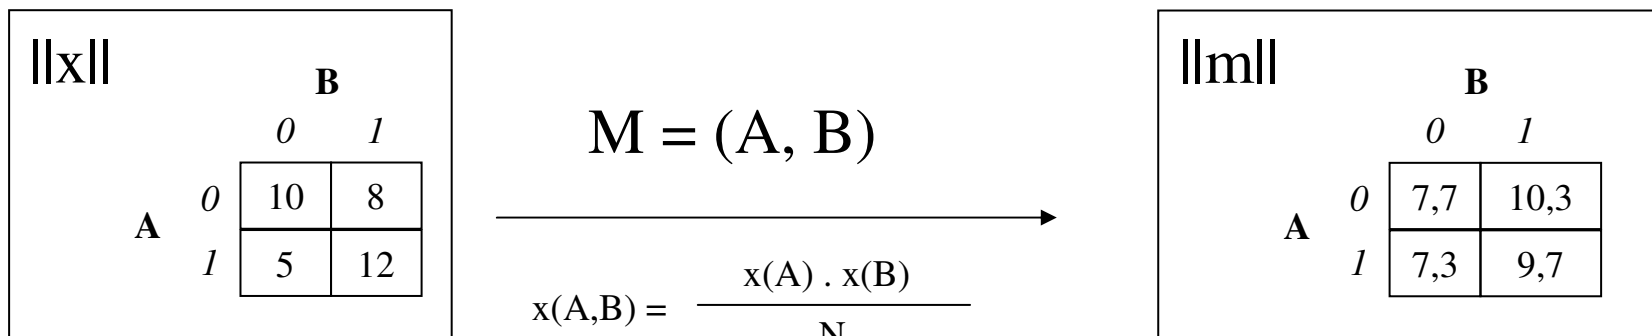 ||x||
B
0 1
A
0 10 8
1 5 12
M = (A, B)
x(A,B) = x(A) . x(B)
N
||m||
B
0 1
A
0 7,7 10,3
1 7,3 9,7